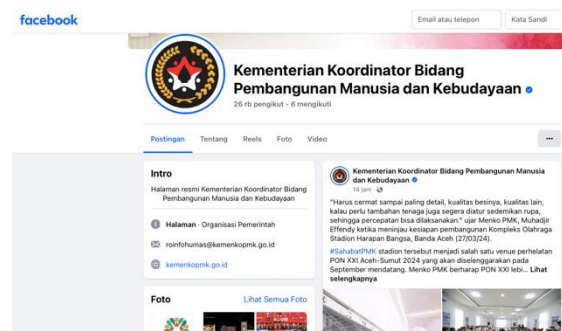 facebook
Email atau telepon
Kata Sandi
Kementerian Koordinator Bidang
Pembangunan Manusia dan Kebudayaan
26 rb pengikut • 6 mengikuti
Postingan
Tentang
Reels
Foto
Video
Intro
Halaman resmi Kementerian Koordinator Bidang
Pembangunan Manusia dan Kebudayaan
Halaman · Organisasi Pemerintah
roinfohumas@kemenkopmk.go.id
kemenkopmk.go.id
Foto
Lihat Semua Foto
Kementerian Koordinator Bidang Pembangunan Manusia
dan Kebudayaan
14 jam ·
"Harus cermat sampai paling detail, kualitas besinya, kualitas lain,
kalau perlu tambahan tenaga juga segera diatur sedemikan rupa,
sehingga percepatan bisa dilaksanakan." ujar Menko PMK, Muhadjir
Effendy ketika meninjau kesiapan pembangunan Kompleks Olahraga
Stadion Harapan Bangsa, Banda Aceh (27/03/24).
#SahabatPMK stadion tersebut menjadi salah satu venue perhelatan
PON XXI Aceh-Sumut 2024 yang akan diselenggarakan pada
September mendatang. Menko PMK berharap PON XXI lebi... Lihat
selengkapnya